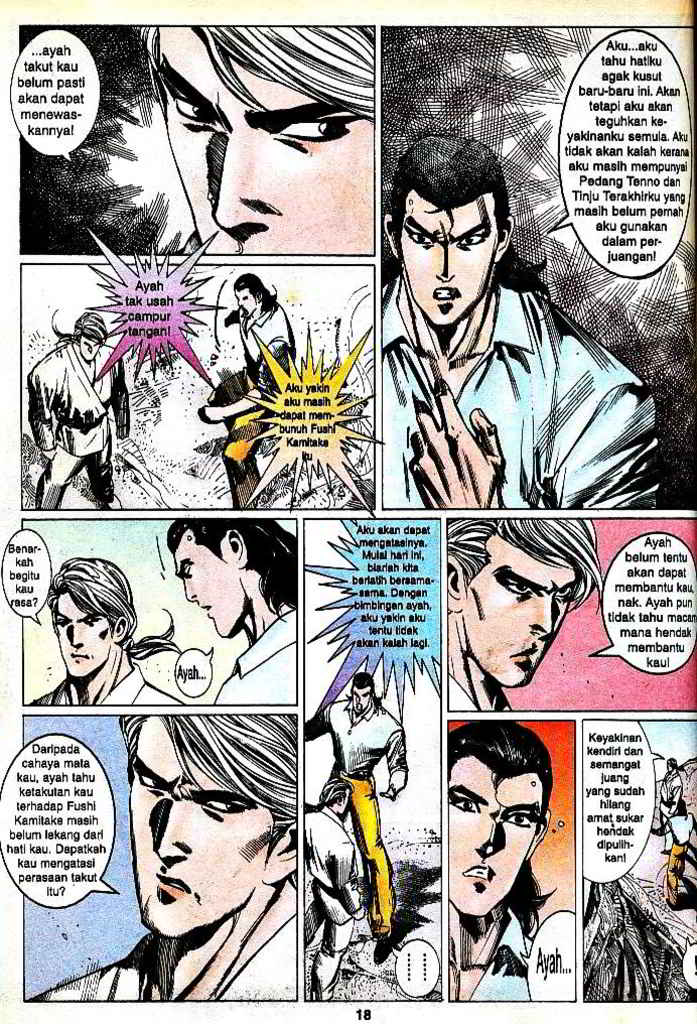 ...ayah
takut kau
belum pasti
akan dapat
menewas-
kannya!
Aku...aku
tahu hatiku
agak kusut
baru-baru ini. Akan
tetapi aku akan
teguhkan ke-
yakinanku semula. Aku
tidak akan kalah kerana
aku masih mempunyai
Pedang Tenno dan
Tinju Terakhirku yang
masih belum pernah
aku gunakan
dalam per-
juangan!
Ayah
tak usah
campur
tangan!
Aku yakin
aku masih
dapat mem-
bunuh Fushi
Kamitake
itu
Benar-
kah
begitu
kau
rasa?
Ayah...
Aku akan dapat
mengatasinya.
Mulai hari ini,
biarlah kita
berlatih bersama-
sama. Dengan
bimbingan ayah,
aku yakin aku
tentu tidak
akan kalah lagi.
Ayah
belum tentu
akan dapat
membantu kau,
nak. Ayah pun
tidak tahu macam
mana hendak
membantu
kau!
Daripada
cahaya mata
kau, ayah tahu
ketakutan kau
terhadap Fushi
Kamitake masih
belum lekang dari
hati kau. Dapatkah
kau mengatasi
perasaan takut
itu?
Ayah...
Keyakinan
kendiri dan
semangat
juang
yang sudah
hilang
amat sukar
hendak
dipulih-
kan!
18